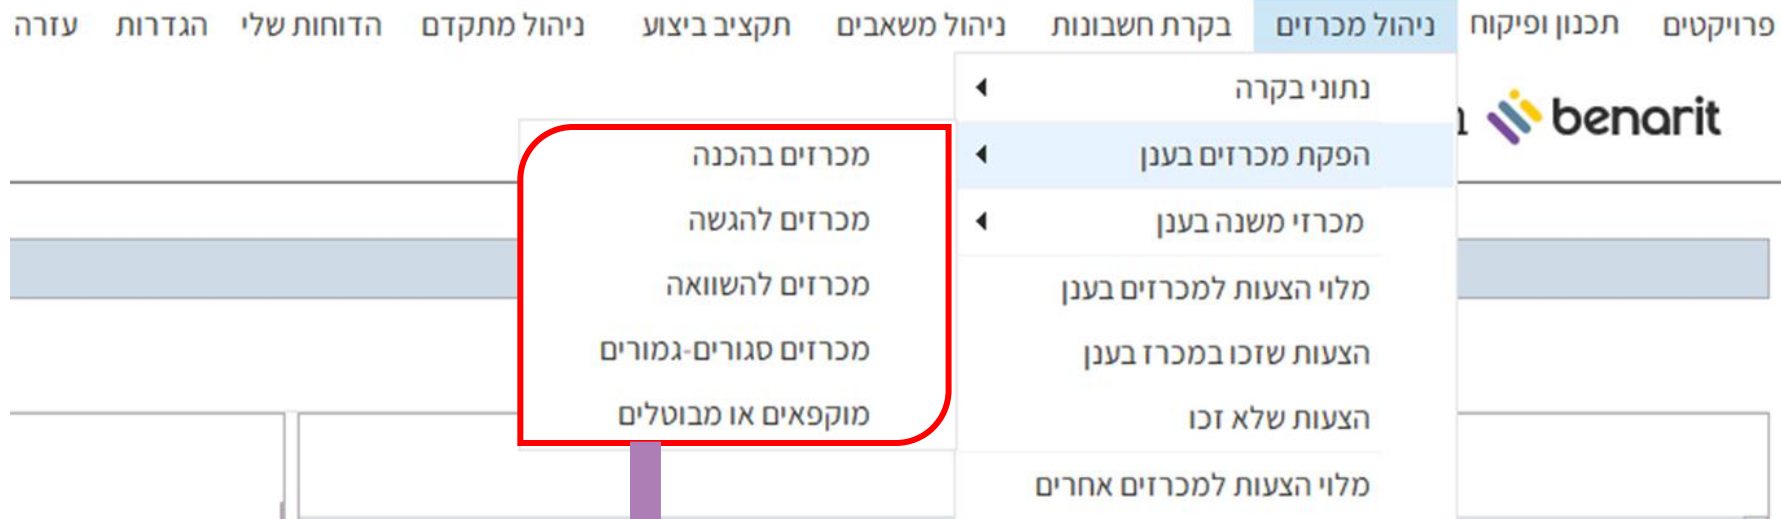 פרויקטים תכנון ופיקוח ניהול מכרזים בקרת חשבונות ניהול משאבים תקציב ביצוע ניהול מתקדם הדוחות שלי הגדרות עזרה
benarit
נתוני בקרה
הפקת מכרזים בענן
מכרזי משנה בענן
מלוי הצעות למכרזים בענן
הצעות שזכו במכרז בענן
הצעות שלא זכו
מלוי הצעות למכרזים אחרים
מכרזים בהכנה
מכרזים להגשה
מכרזים להשוואה
מכרזים סגורים-גמורים
מוקפאים או מבוטלים